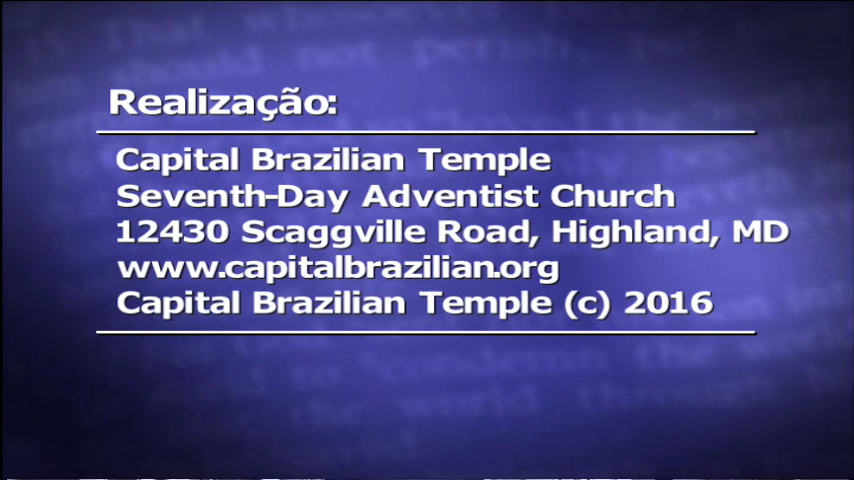 Realização:
Capital Brazilian Temple
Seventh-Day Adventist Church
12430 Scaggville Road, Highland, MD
www.capitalbrazilian.org
Capital Brazilian Temple (c) 2016